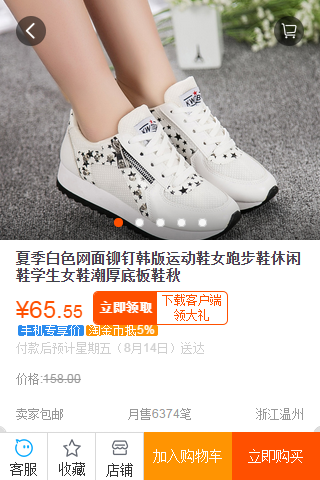 夏季白色网面铆钉韩版运动鞋女跑步鞋休闲
鞋学生女鞋潮厚底板鞋秋
¥65.55
立即领取
下载客户端
领大礼
手机专享价
淘金币抵5%
付款后预计星期五（8月14日）送达
价格:158.00
卖家包邮
月售6374笔
浙江温州
客服
收藏
店铺
加入购物车
立即购买